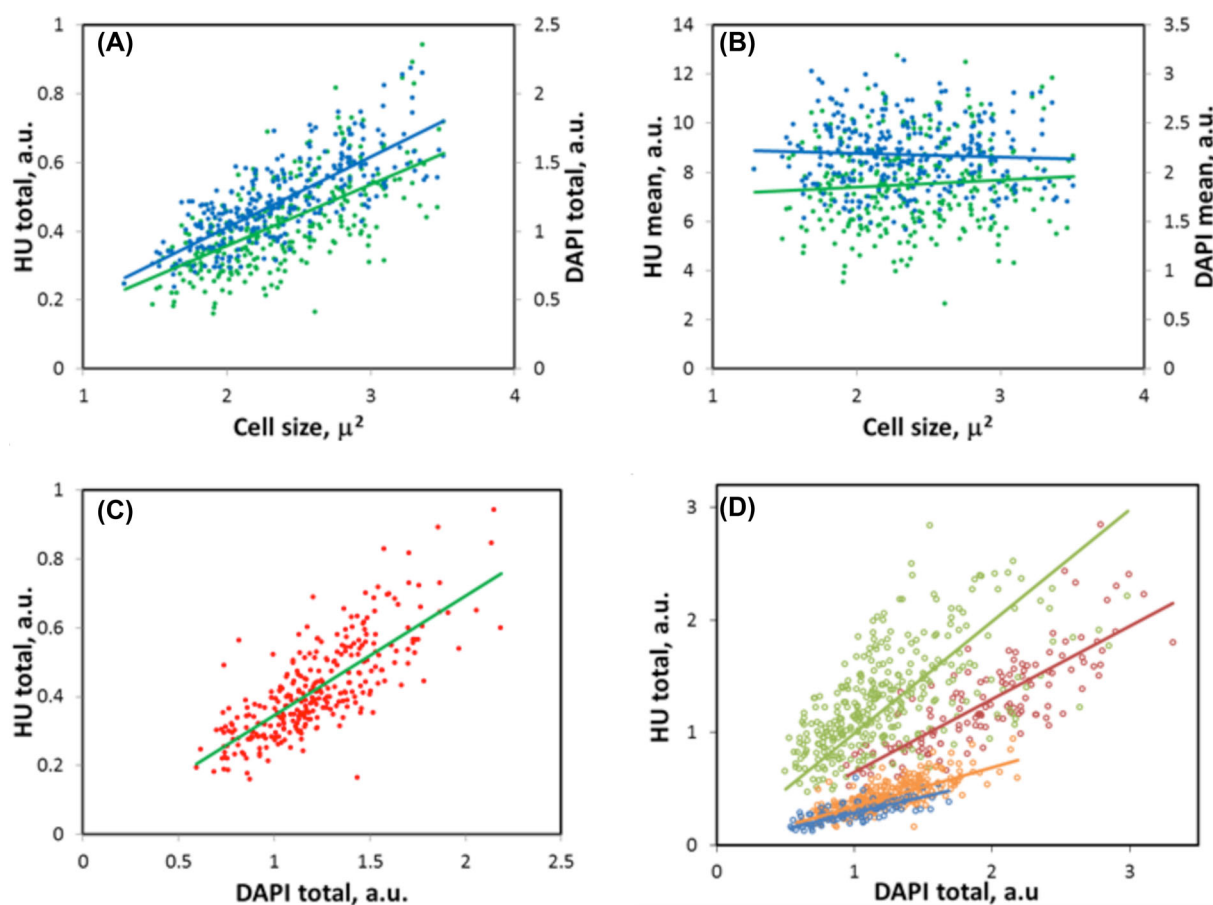 (A)
HU total, a.u.
1
0.8
0.6
0.4
0.2
0
2.5
2
1.5
1
0.5
0
DAPI total, a.u.
1 2 3 4
Cell size, μ²
(B)
HU mean, a.u.
14
12
10
8
6
4
2
0
3.5
3
2.5
2
1.5
1
0.5
0
DAPI mean, a.u.
1 2 3 4
Cell size, μ²
(C)
HU total, a.u.
1
0.8
0.6
0.4
0.2
0
0 0.5 1 1.5 2 2.5
DAPI total, a.u.
(D)
HU total, a.u.
3
2
1
0
0 1 2 3
DAPI total, a.u